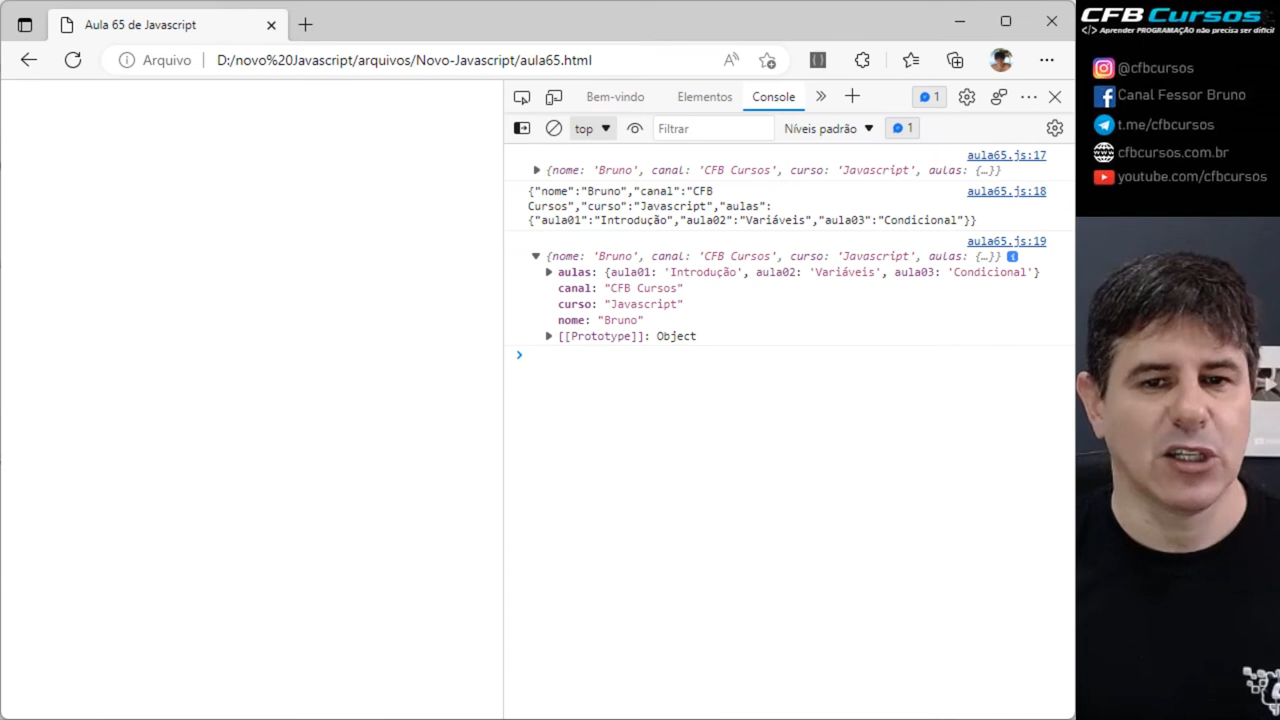 Aula 65 de Javascript
Arquivo
D:/novo%20Javascript/arquivos/Novo-Javascript/aula65.html
Bem-vindo
Elementos
Console
1
top
Filtrar
Níveis padrão
1
aula65.js:17
{nome: 'Bruno', canal: 'CFB Cursos', curso: 'Javascript', aulas: {…}}
{"nome":"Bruno","canal":"CFB
aula65.js:18
Cursos","curso":"Javascript","aulas":
{"aula01":"Introdução","aula02":"Variáveis","aula03":"Condicional"}}
aula65.js:19
{nome: 'Bruno', canal: 'CFB Cursos', curso: 'Javascript', aulas: {…}}
aulas: {aula01: 'Introdução', aula02: 'Variáveis', aula03: 'Condicional'}
canal: "CFB Cursos"
curso: "Javascript"
nome: "Bruno"
[[Prototype]]: Object
CFB Cursos
</> Aprender PROGRAMAÇÃO não precisa ser difícil
@cfbcursos
Canal Fessor Bruno
t.me/cfbcursos
cfbcursos.com.br
youtube.com/cfbcursos